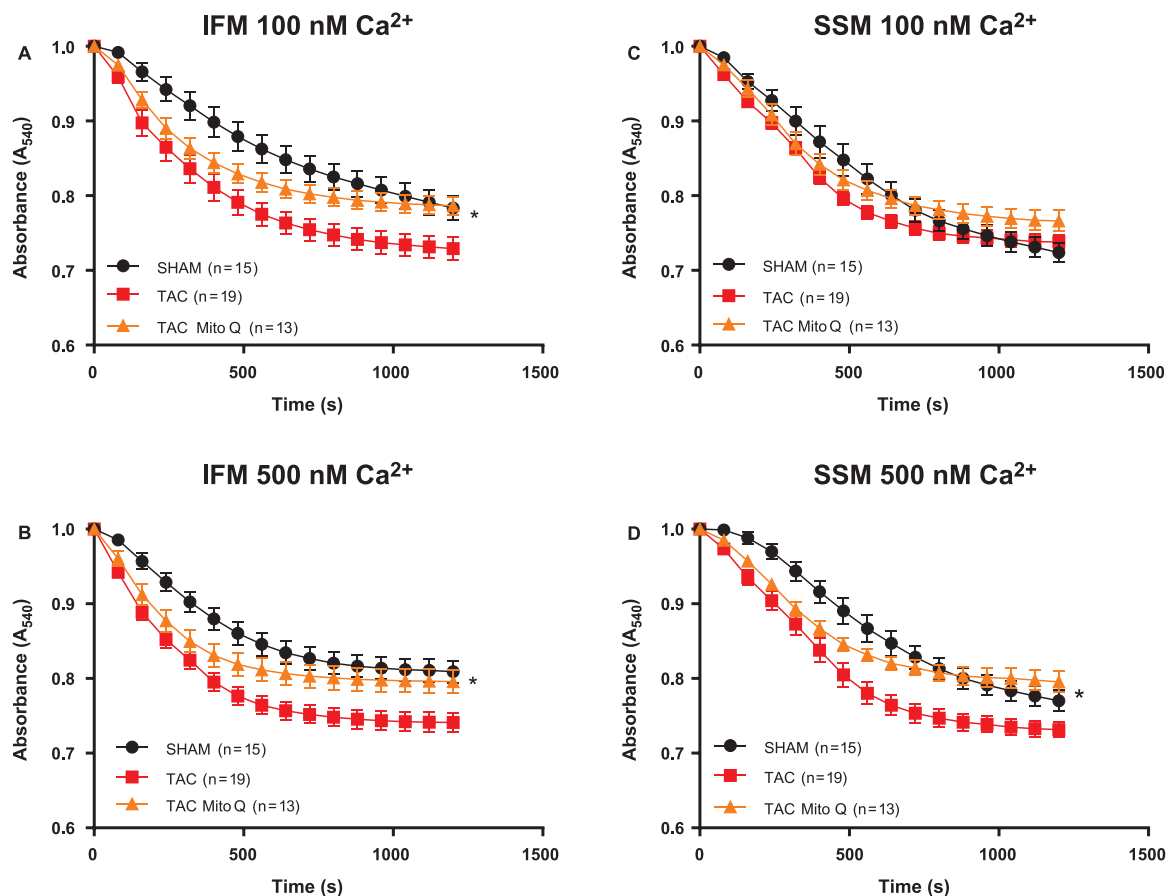 IFM 100 nM Ca²⁺
A
1.0
0.9
0.8
0.7
0.6
Absorbance (A₅₄₀)
*
SHAM (n=15)
TAC (n=19)
TAC Mito Q (n=13)
0 500 1000 1500
Time (s)
SSM 100 nM Ca²⁺
C
1.0
0.9
0.8
0.7
0.6
Absorbance (A₅₄₀)
SHAM (n=15)
TAC (n=19)
TAC Mito Q (n=13)
0 500 1000 1500
Time (s)
IFM 500 nM Ca²⁺
B
1.0
0.9
0.8
0.7
0.6
Absorbance (A₅₄₀)
*
SHAM (n=15)
TAC (n=19)
TAC Mito Q (n=13)
0 500 1000 1500
Time (s)
SSM 500 nM Ca²⁺
D
1.0
0.9
0.8
0.7
0.6
Absorbance (A₅₄₀)
*
SHAM (n=15)
TAC (n=19)
TAC Mito Q (n=13)
0 500 1000 1500
Time (s)